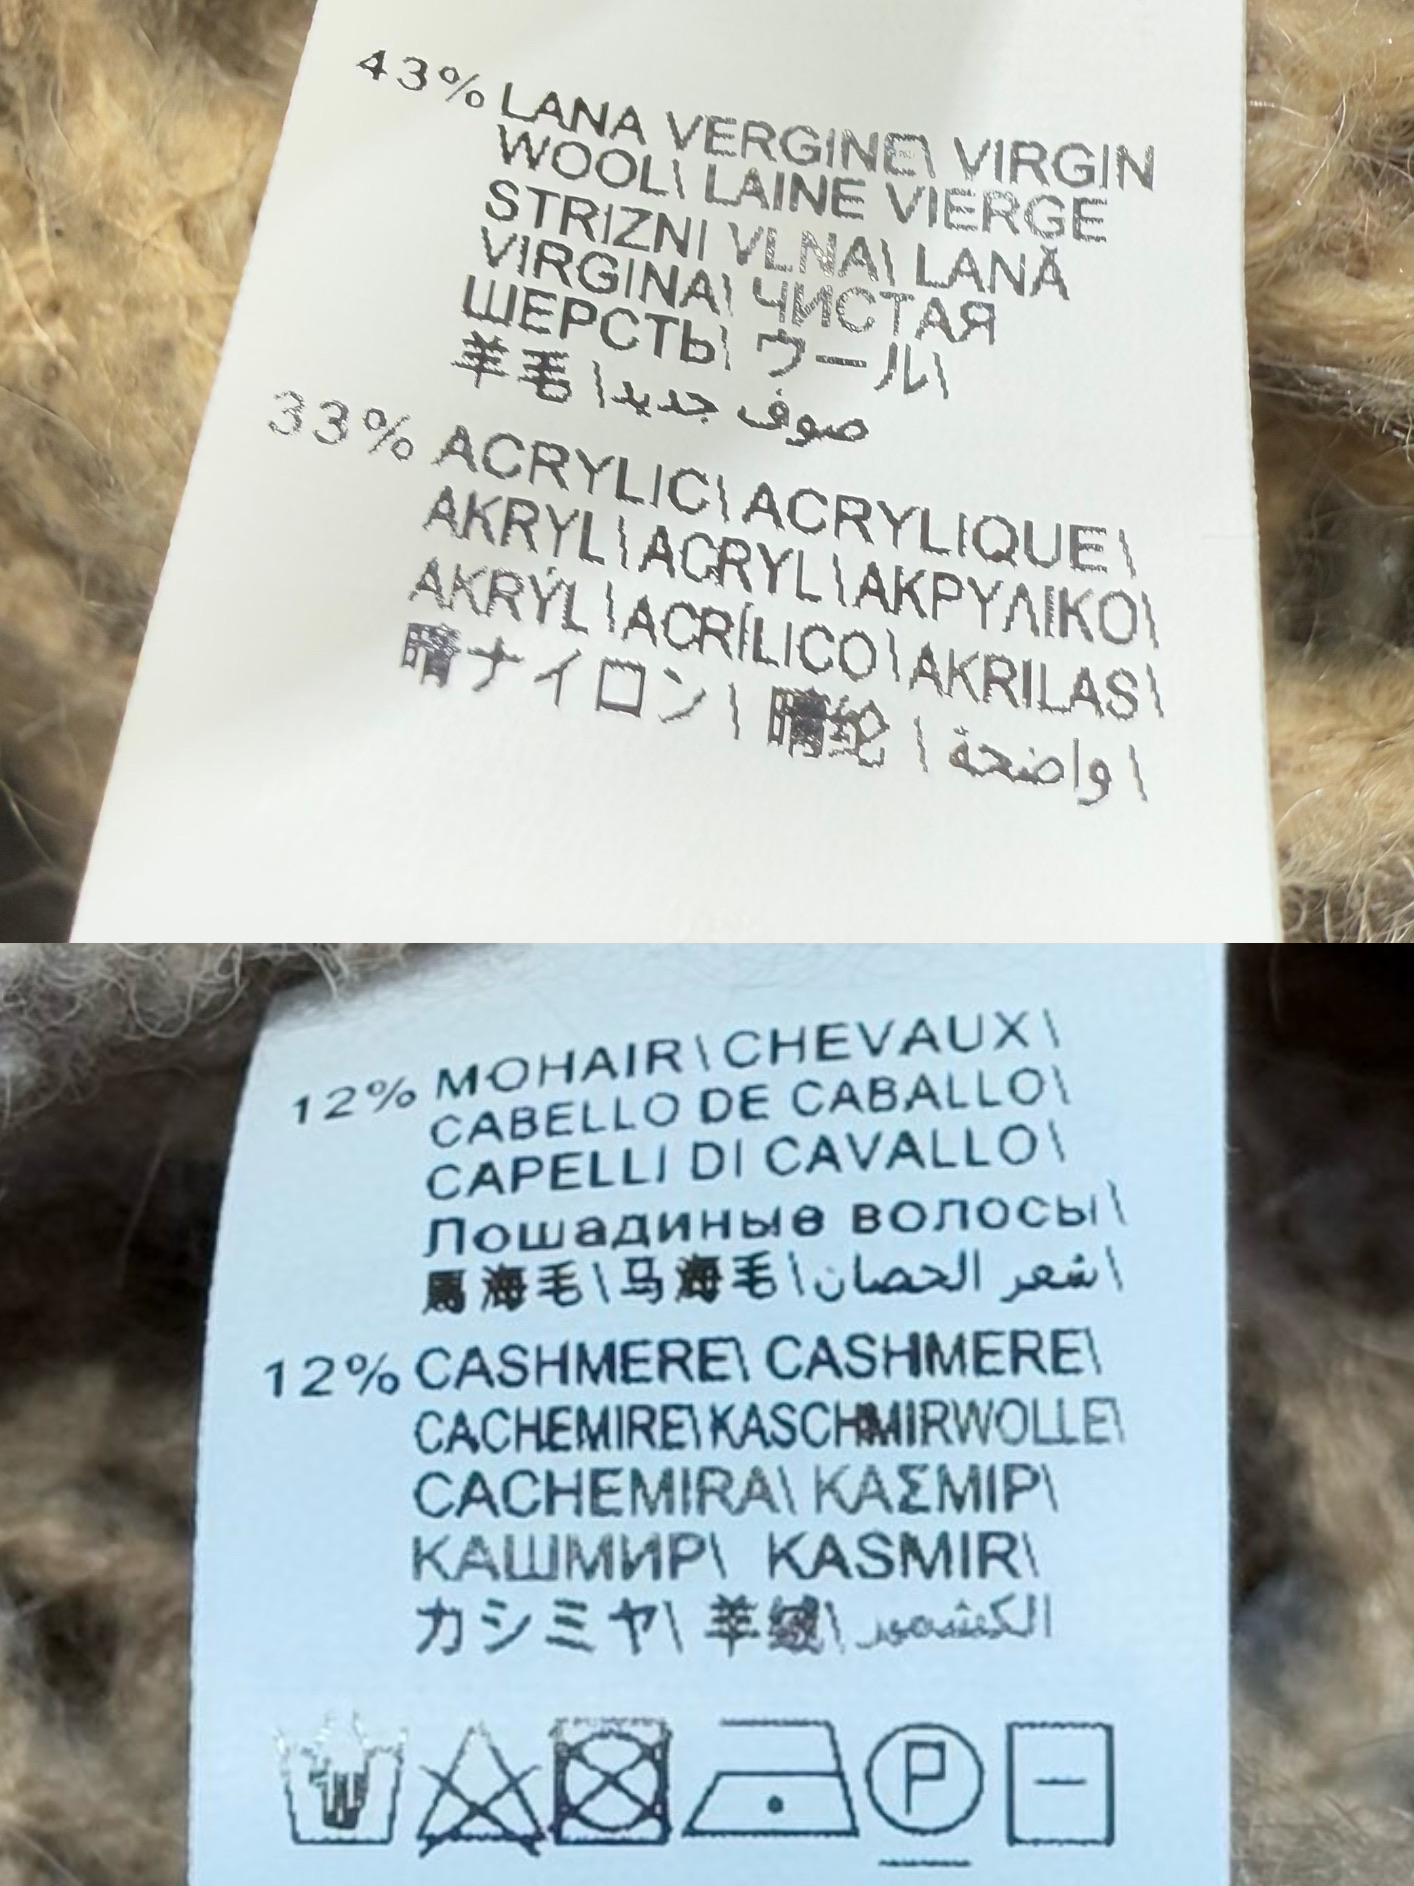 43% LANA VERGINE\ VIRGIN
WOOL\ LAINE VIERGE
STRIZNI VLNA\ LANĂ
VIRGINA\ ЧИСТАЯ
ШЕРСТЬ\ ウール\
羊毛 \صوف جديد
33% ACRYLIC\ ACRYLIQUE\
AKRYL\ACRYL\ΑΚΡΥΛΙΚΟ\
AKRÝL\ACRÍLICO\AKRILAS\
晴ナイロン\ 晴纶 \ واضحة\
12% MOHAIR\CHEVAUX\
CABELLO DE CABALLO\
CAPELLI DI CAVALLO\
Лошадиные волосы\
馬海毛\马海毛\شعر الحصان\
12% CASHMERE\ CASHMERE\
CACHEMIRE\KASCHMIRWOLLE\
CACHEMIRA\ ΚΑΣΜΙΡ\
КАШМИР\ KASMIR\
カシミヤ\ 羊绒\ الكشمير
P